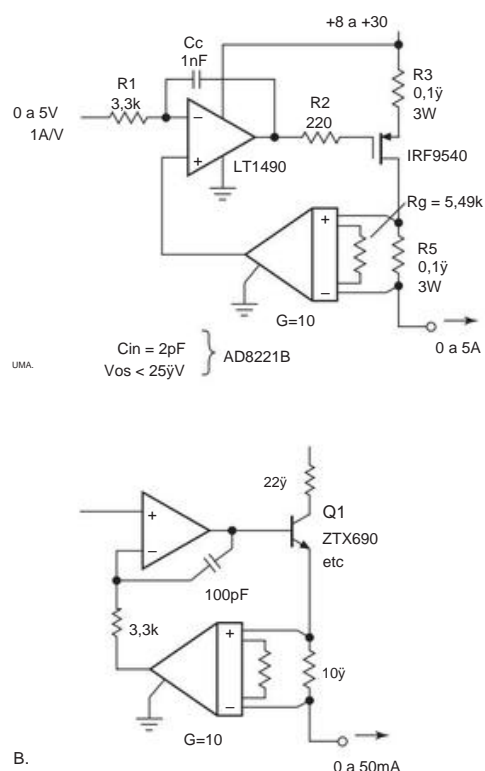 +8 a +30
Cc
1nF
R1
3,3k
R3
0,1ÿ
3W
R2
220
0 a 5V
1A/V
−
+
LT1490
IRF9540
Rg = 5,49k
+
−
R5
0,1ÿ
3W
G=10
0 a 5A
Cin = 2pF
Vos < 25ÿV
AD8221B
UMA.
22ÿ
Q1
ZTX690
etc
+
−
100pF
3,3k
+
−
10ÿ
G=10
0 a 50mA
B.